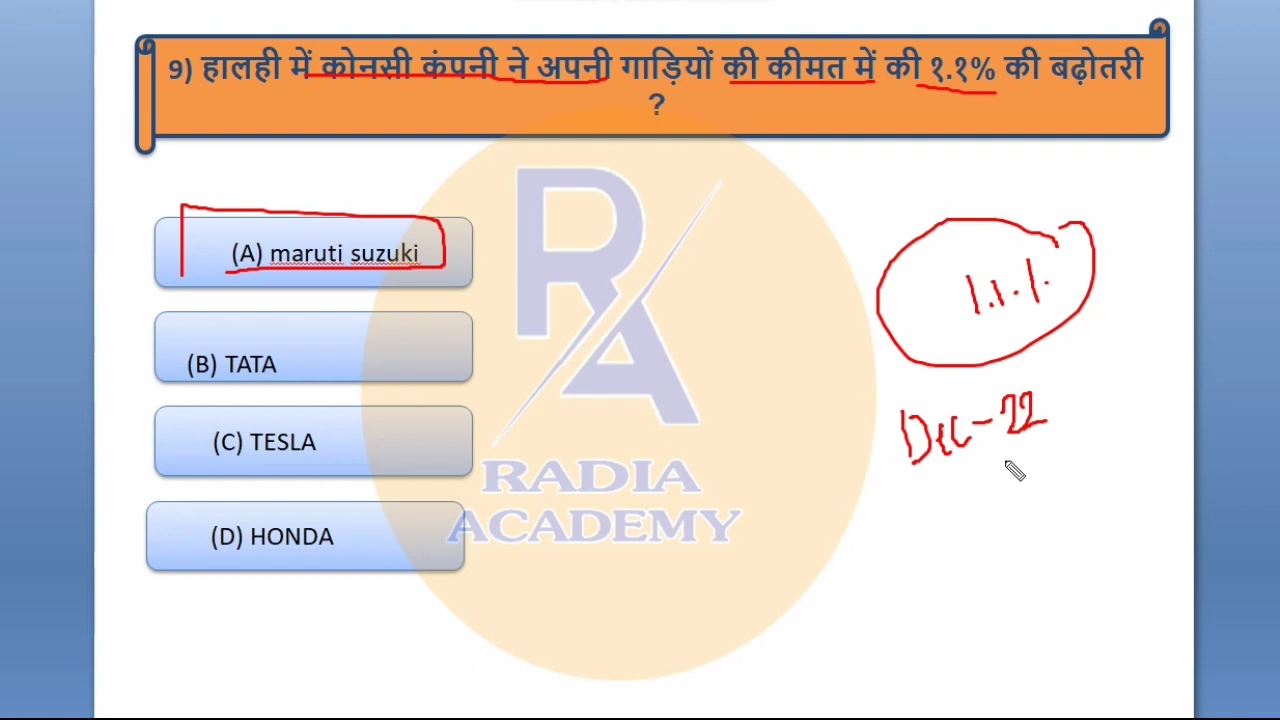 9) हालही में कोनसी कंपनी ने अपनी गाड़ियों की कीमत में की १.१% की बढ़ोतरी
?
(A) maruti suzuki
(B) TATA
(C) TESLA
(D) HONDA
1.1.%
Dec-22
RA
RADIA
ACADEMY